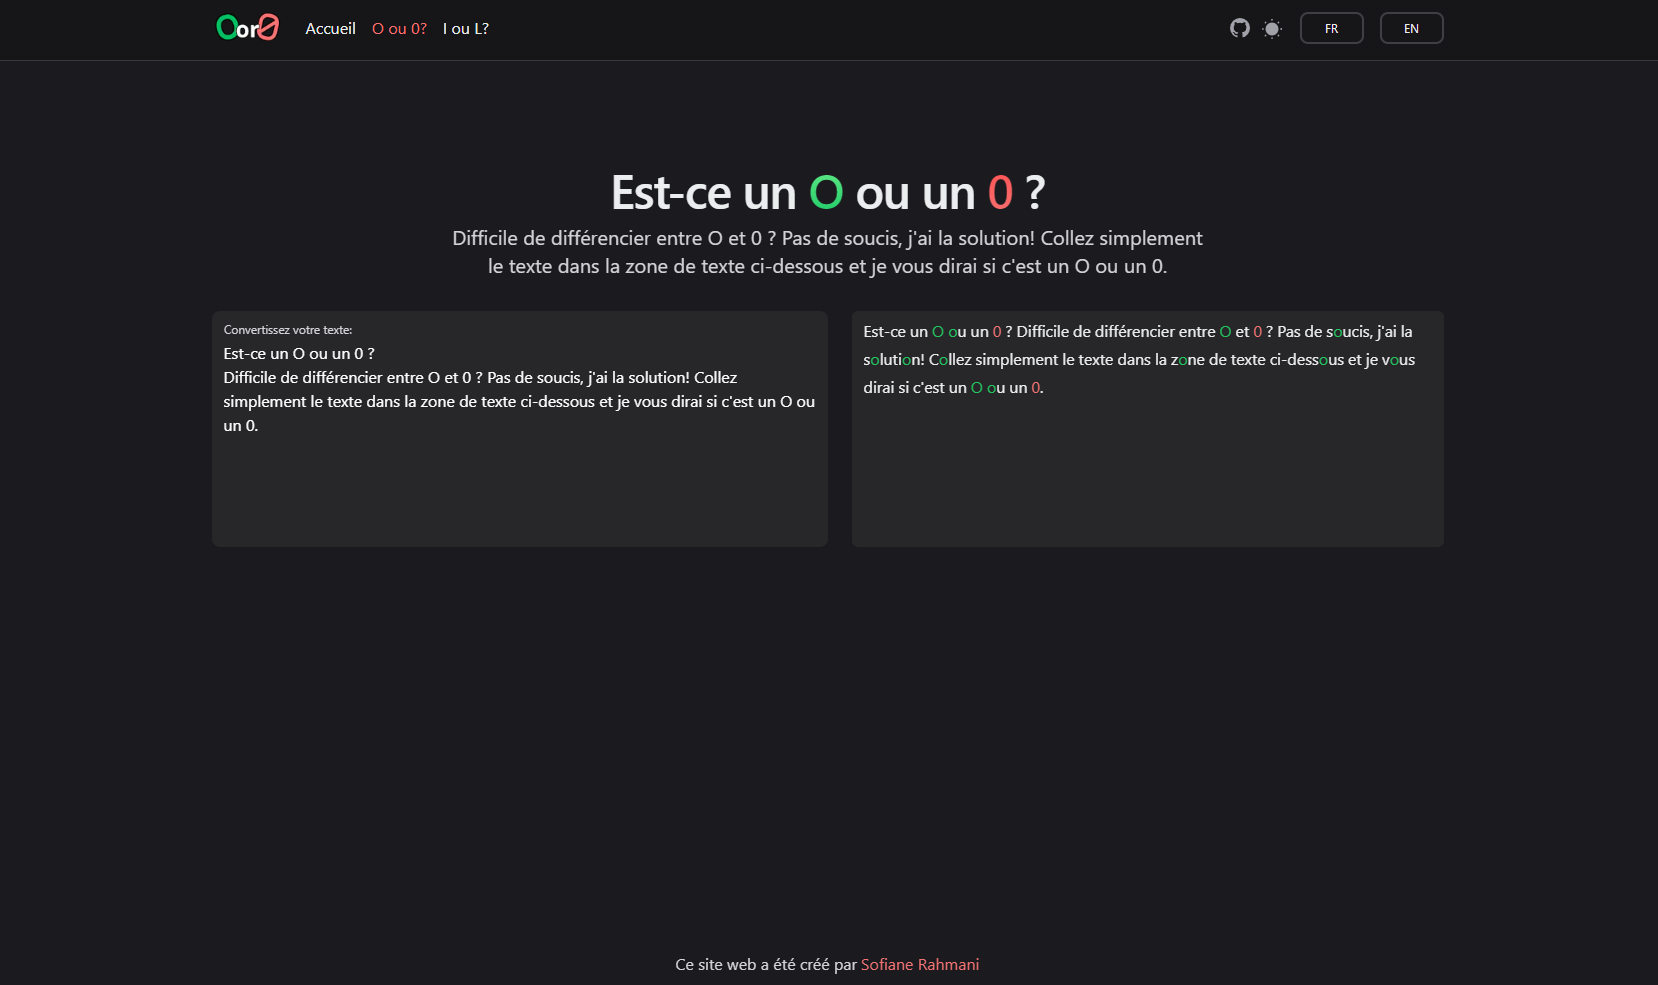 Oor0
Accueil
O ou 0?
I ou L?
FR
EN
Est-ce un O ou un 0 ?
Difficile de différencier entre O et 0 ? Pas de soucis, j'ai la solution! Collez simplement
le texte dans la zone de texte ci-dessous et je vous dirai si c'est un O ou un 0.
Convertissez votre texte:
Est-ce un O ou un 0 ?
Difficile de différencier entre O et 0 ? Pas de soucis, j'ai la solution! Collez
simplement le texte dans la zone de texte ci-dessous et je vous dirai si c'est un O ou
un 0.
Est-ce un O ou un 0 ? Difficile de différencier entre O et 0 ? Pas de soucis, j'ai la
solution! Collez simplement le texte dans la zone de texte ci-dessous et je vous
dirai si c'est un O ou un 0.
Ce site web a été créé par Sofiane Rahmani